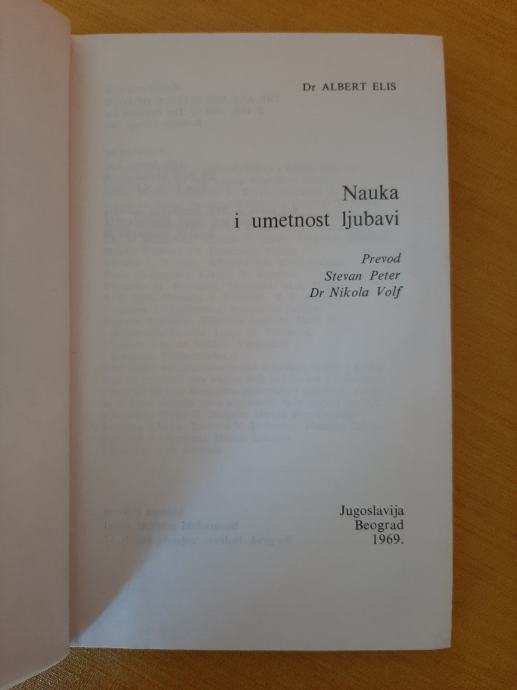 Dr ALBERT ELIS
Nauka
i umetnost ljubavi
Prevod
Stevan Peter
Dr Nikola Volf
Jugoslavija
Beograd
1969.